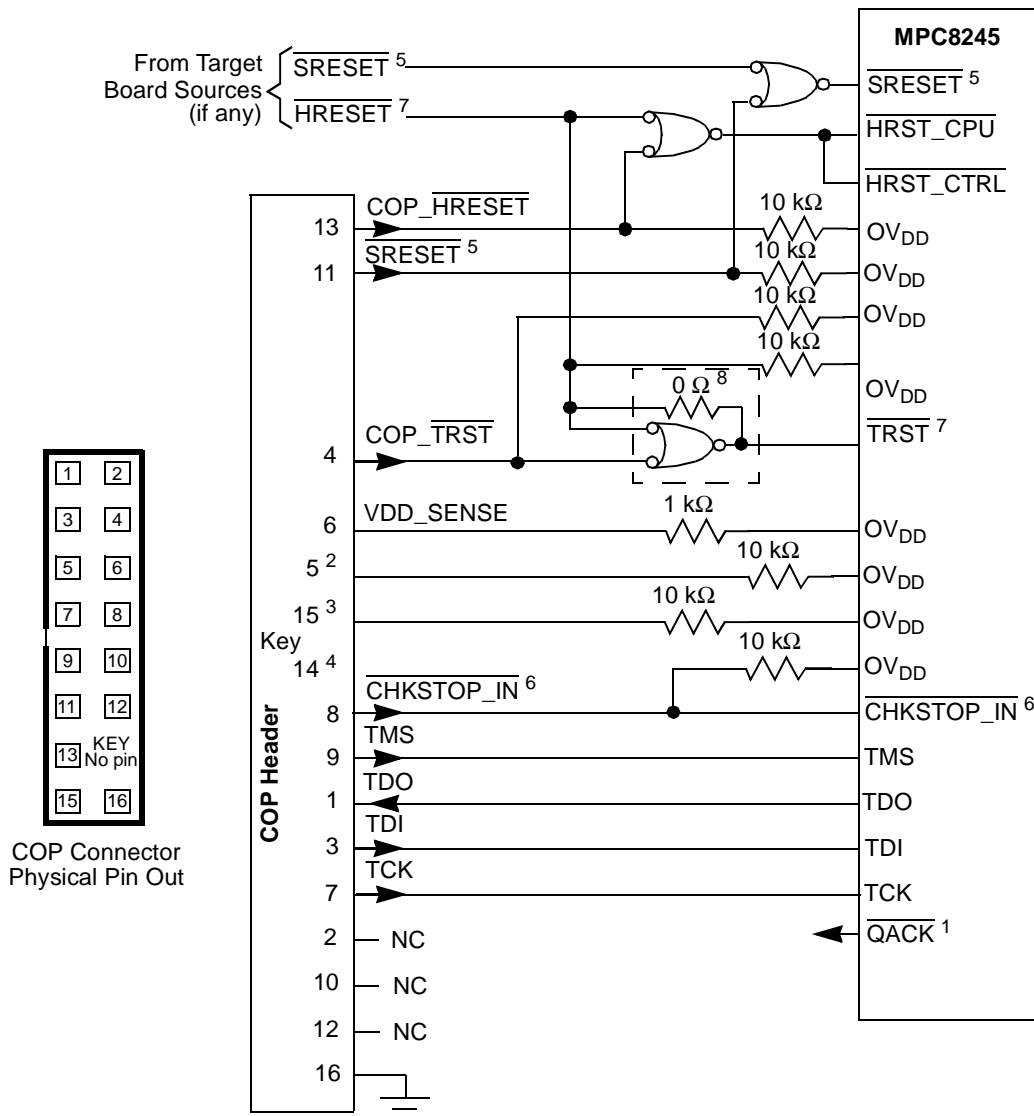 MPC8245
From Target
Board Sources
(if any)
SRESET 5
HRESET 7
SRESET 5
HRST_CPU
HRST_CTRL
13
COP_HRESET
10 kΩ
OVDD
11
SRESET 5
10 kΩ
OVDD
10 kΩ
OVDD
10 kΩ
OVDD
0 Ω 8
4
COP_TRST
TRST 7
6
VDD_SENSE
1 kΩ
OVDD
5 2
10 kΩ
OVDD
15 3
10 kΩ
OVDD
Key
14 4
10 kΩ
OVDD
8
CHKSTOP_IN 6
CHKSTOP_IN 6
9
TMS
TMS
1
TDO
TDO
3
TDI
TDI
7
TCK
TCK
QACK 1
2
NC
10
NC
12
NC
16
COP Header
1 2
3 4
5 6
7 8
9 10
11 12
13 KEY
No pin
15 16
COP Connector
Physical Pin Out